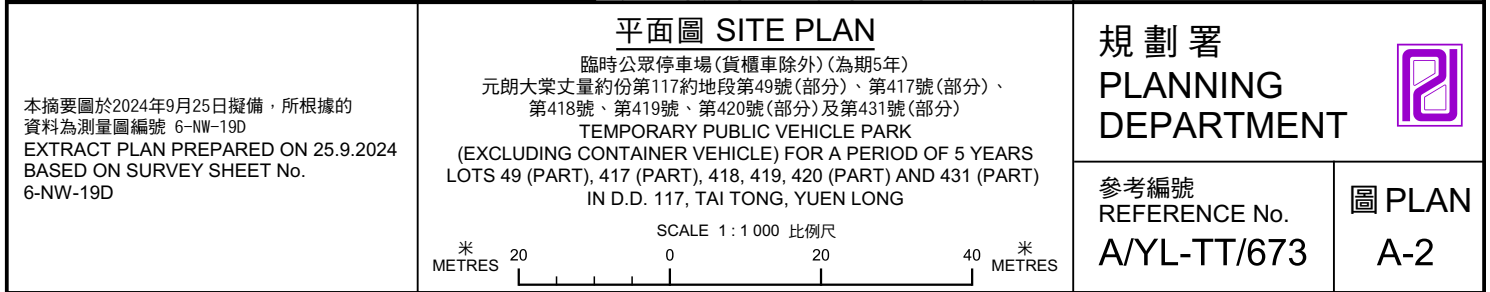 本摘要圖於2024年9月25日擬備，所根據的
資料為測量圖編號 6-NW-19D
EXTRACT PLAN PREPARED ON 25.9.2024
BASED ON SURVEY SHEET No.
6-NW-19D
平面圖 SITE PLAN
臨時公眾停車場(貨櫃車除外)(為期5年)
元朗大棠丈量約份第117約地段第49號(部分)、第417號(部分)、
第418號、第419號、第420號(部分)及第431號(部分)
TEMPORARY PUBLIC VEHICLE PARK
(EXCLUDING CONTAINER VEHICLE) FOR A PERIOD OF 5 YEARS
LOTS 49 (PART), 417 (PART), 418, 419, 420 (PART) AND 431 (PART)
IN D.D. 117, TAI TONG, YUEN LONG
SCALE 1 : 1 000 比例尺
米 20 0 20 40 米
METRES METRES
規劃署
PLANNING
DEPARTMENT
參考編號
REFERENCE No.
A/YL-TT/673
圖 PLAN
A-2